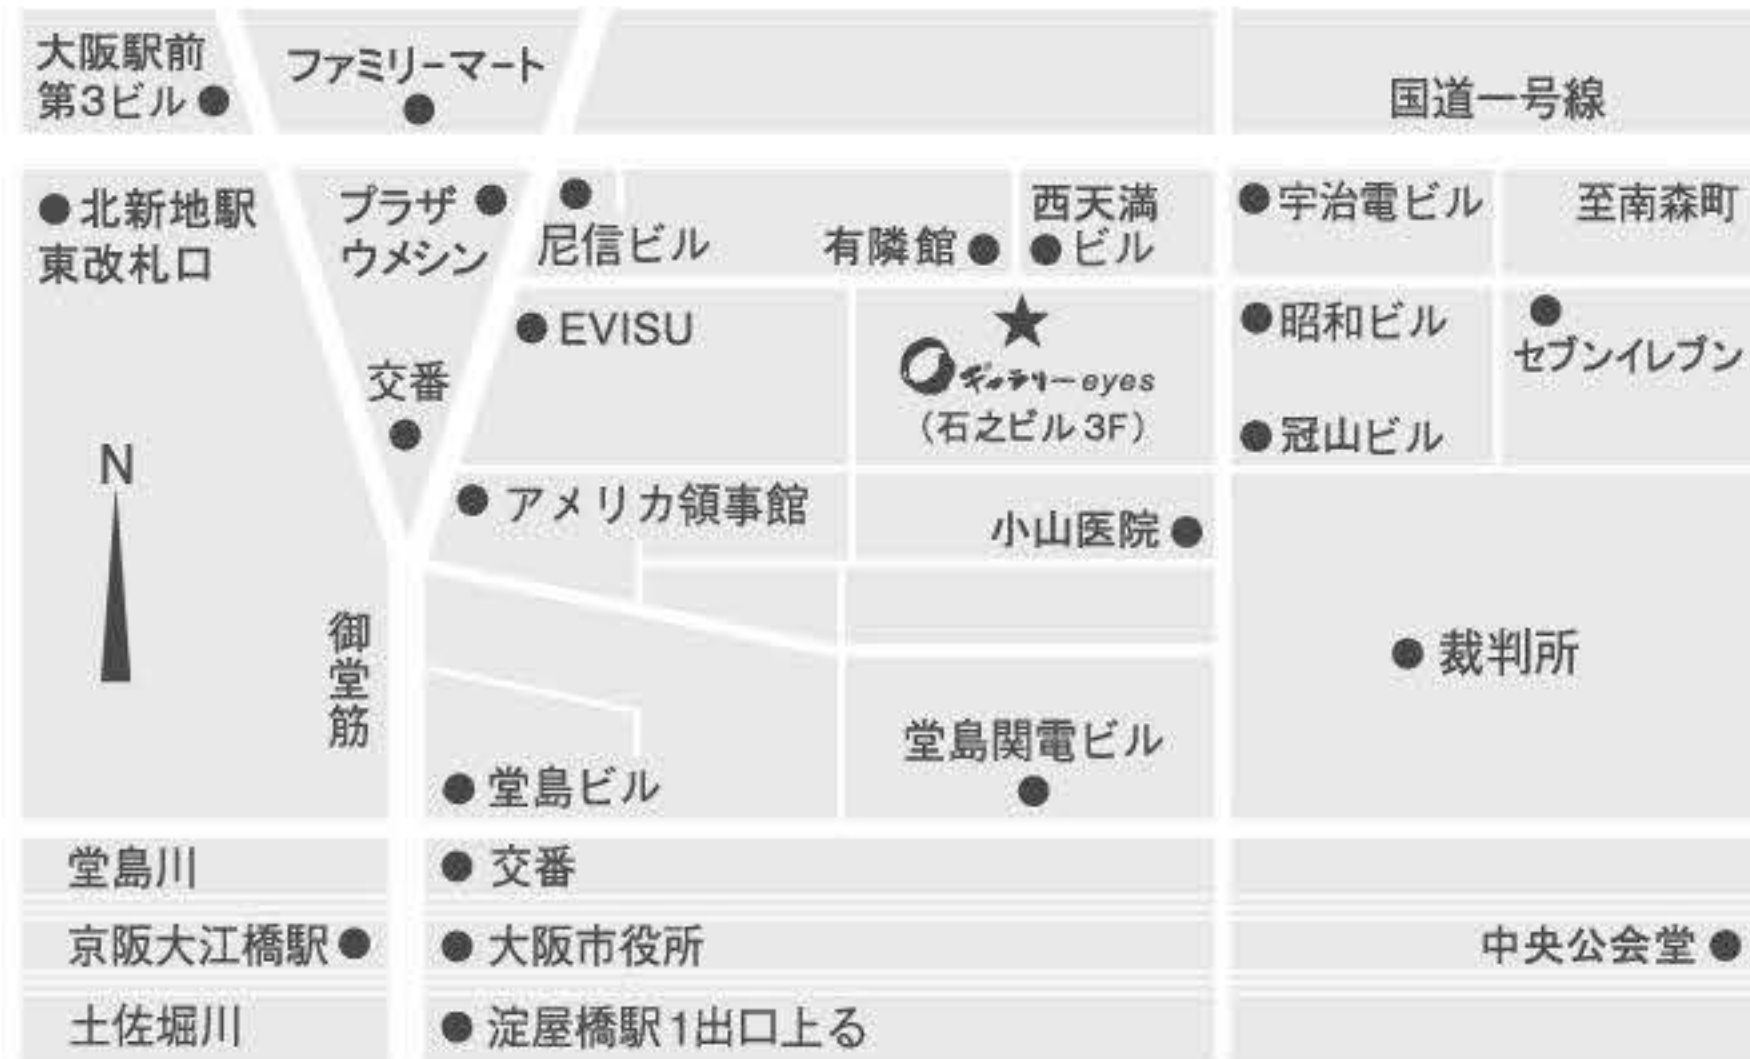 大阪駅前
第3ビル
ファミリーマート
国道一号線
北新地駅
東改札口
プラザ
ウメシン
尼信ビル
有隣館
西天満
ビル
宇治電ビル
至南森町
EVISU
交番
ギャラリー eyes
（石之ビル 3F）
昭和ビル
セブンイレブン
冠山ビル
N
アメリカ領事館
小山医院
御堂筋
裁判所
堂島関電ビル
堂島ビル
堂島川
交番
京阪大江橋駅
大阪市役所
中央公会堂
土佐堀川
淀屋橋駅1出口上る